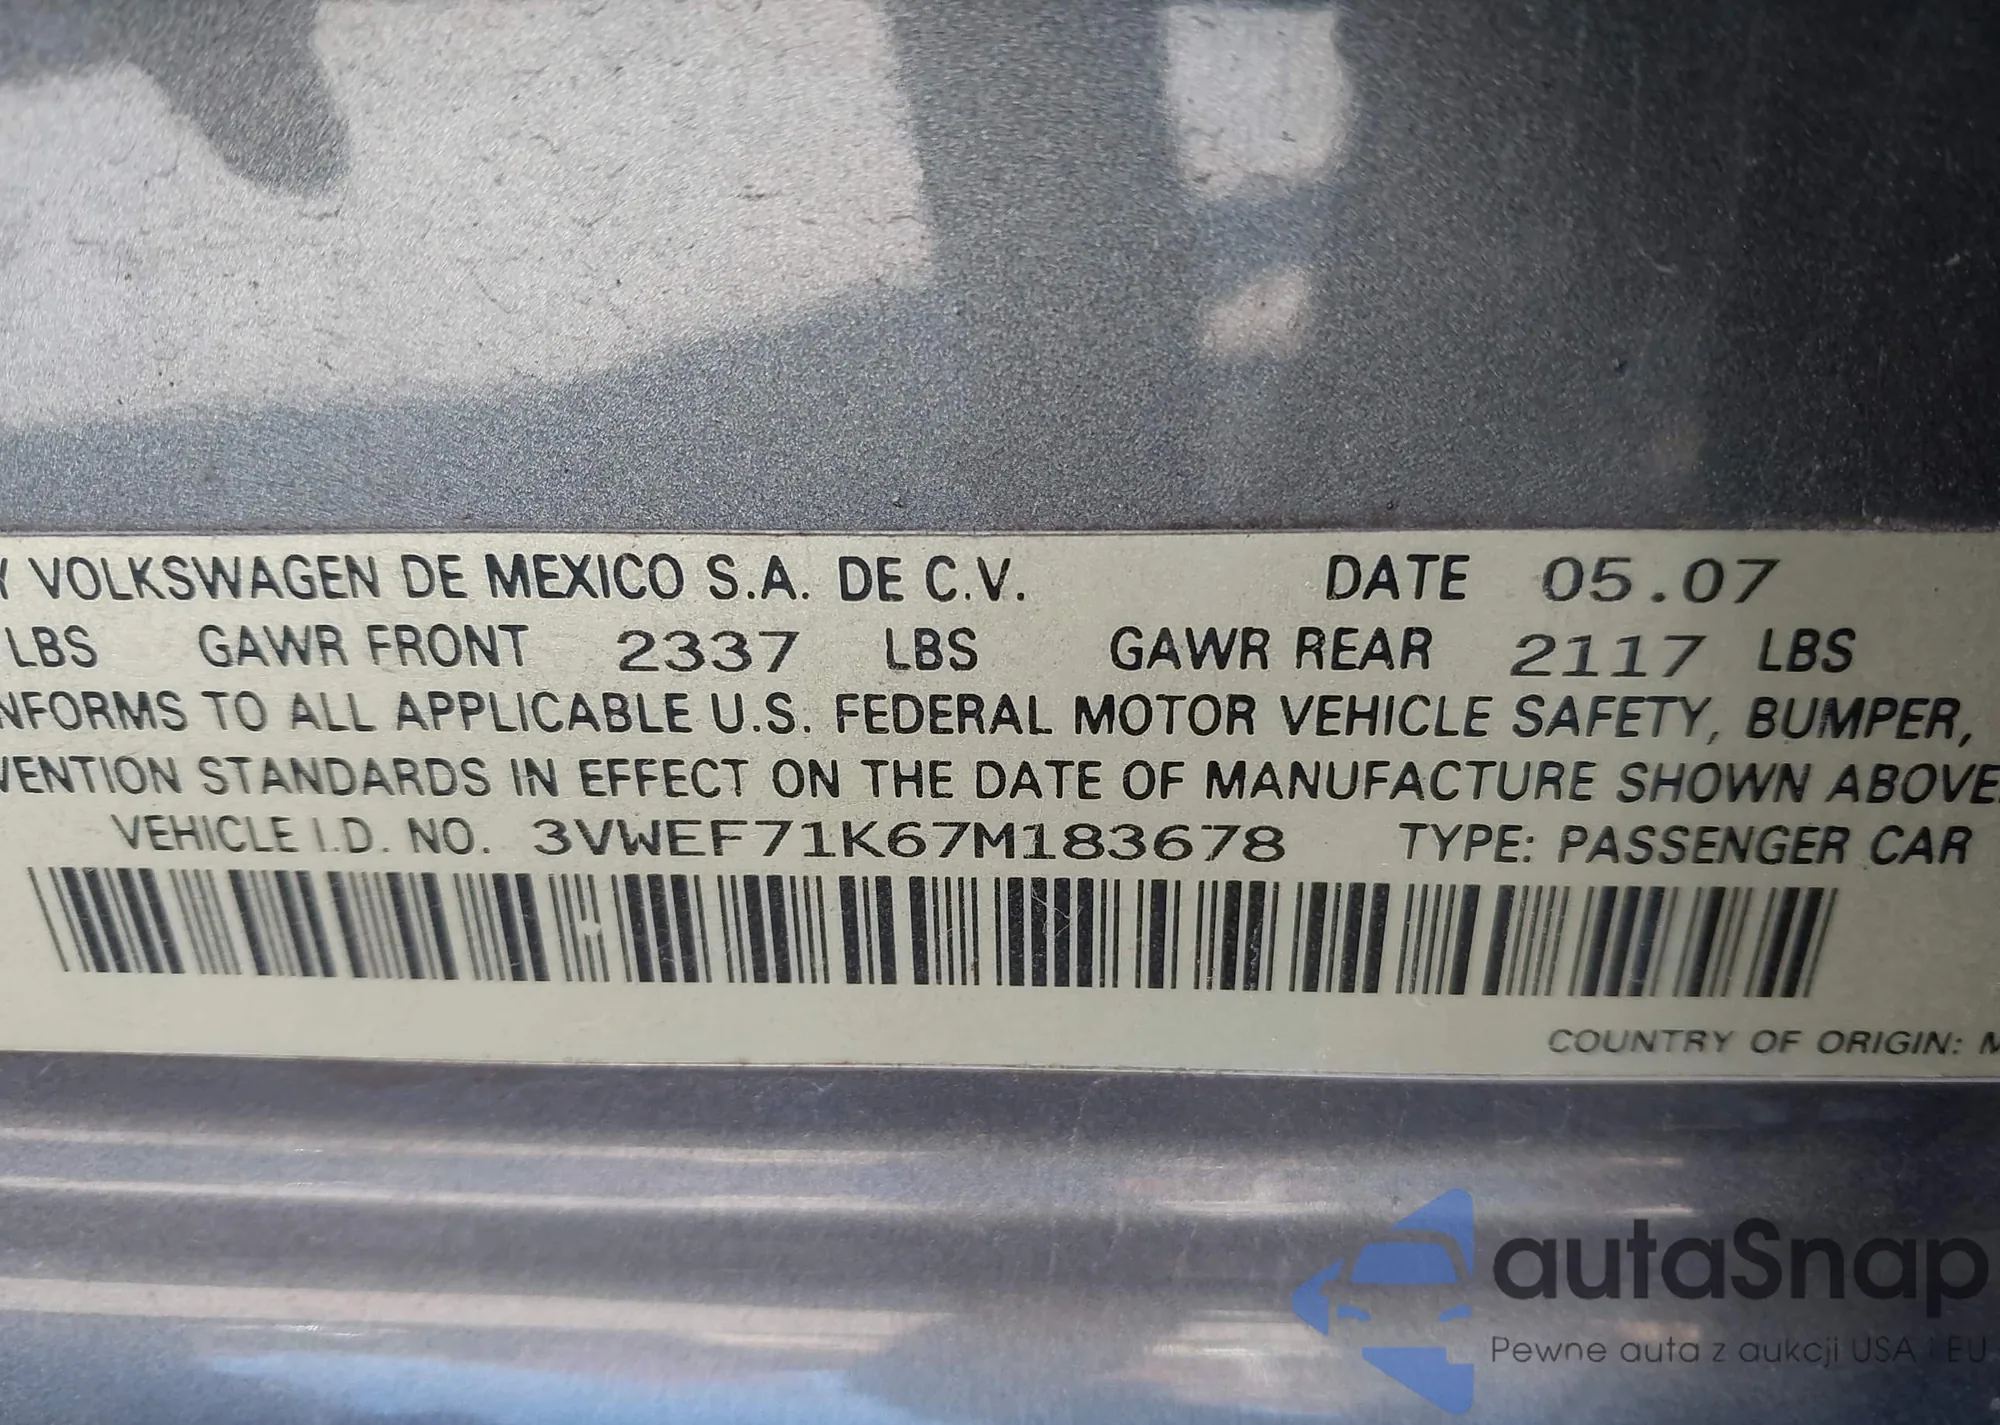 Y VOLKSWAGEN DE MEXICO S.A. DE C.V. DATE 05.07
LBS GAWR FRONT 2337 LBS GAWR REAR 2117 LBS
NFORMS TO ALL APPLICABLE U.S. FEDERAL MOTOR VEHICLE SAFETY, BUMPER,
VENTION STANDARDS IN EFFECT ON THE DATE OF MANUFACTURE SHOWN ABOVE.
VEHICLE I.D. NO. 3VWEF71K67M183678 TYPE: PASSENGER CAR
COUNTRY OF ORIGIN: M
autaSnap
Pewne auta z aukcji USA i EU